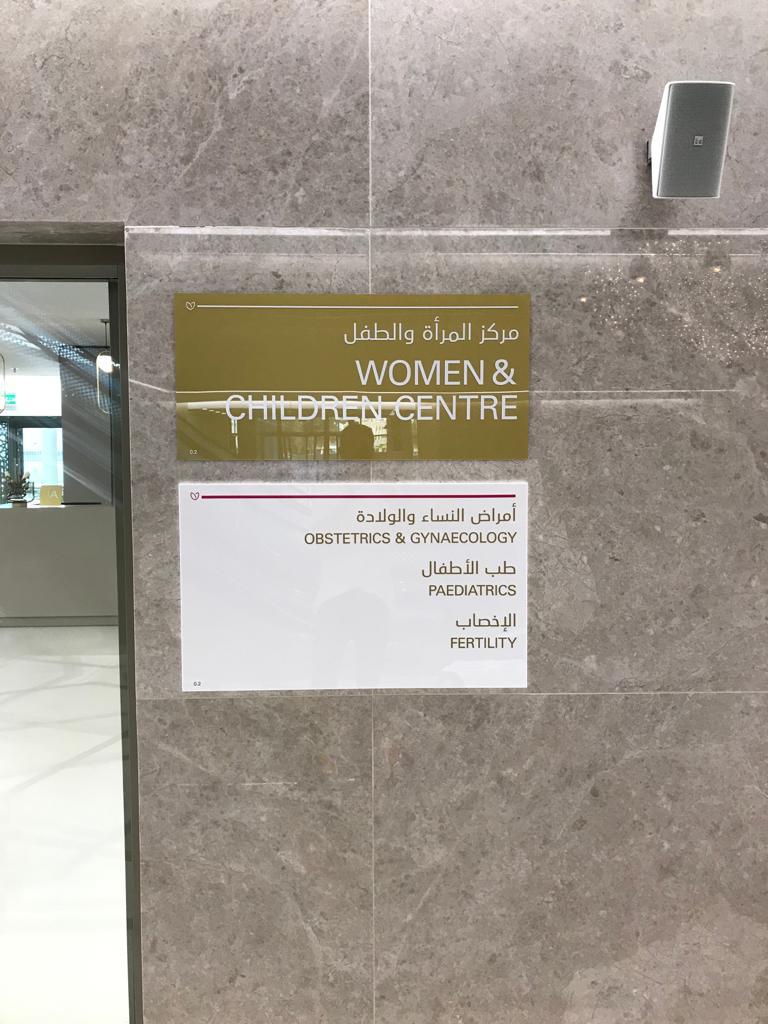 مركز المرأة والطفل
WOMEN &
CHILDREN CENTRE
0.2
أمراض النساء والولادة
OBSTETRICS & GYNAECOLOGY
طب الأطفال
PAEDIATRICS
الإخصاب
FERTILITY
0.2